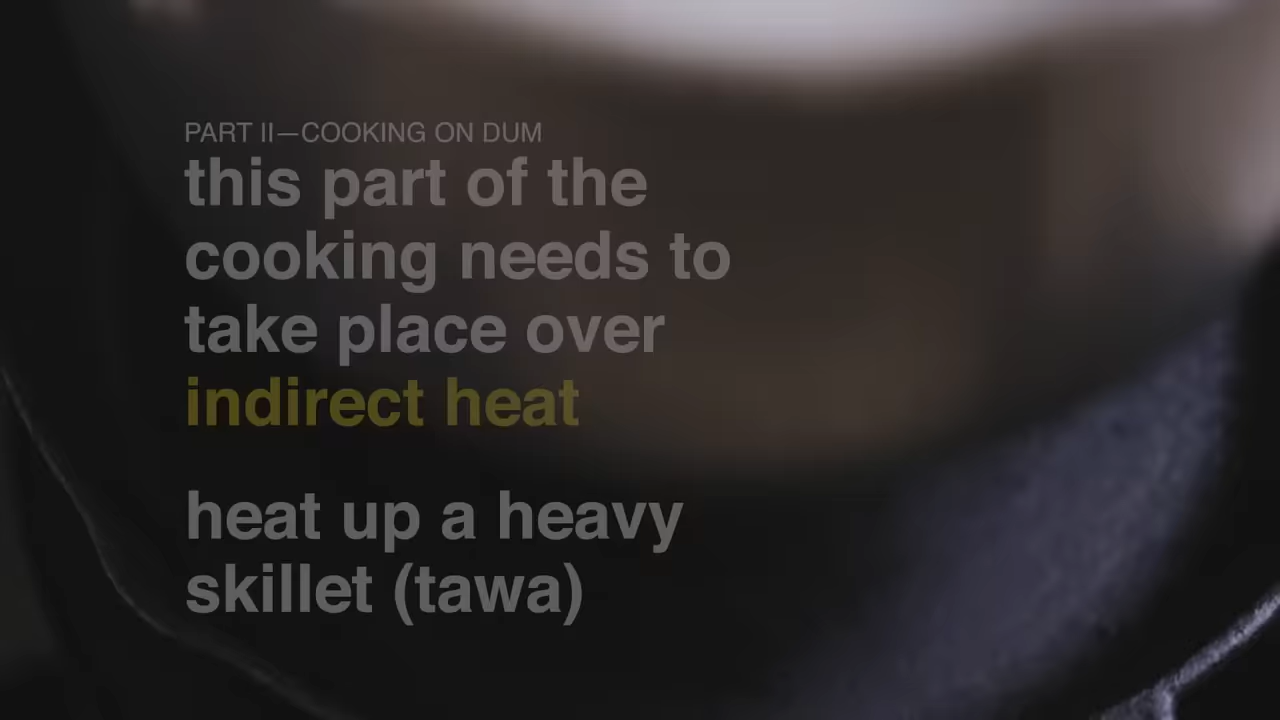 PART II—COOKING ON DUM
this part of the
cooking needs to
take place over
indirect heat
heat up a heavy
skillet (tawa)